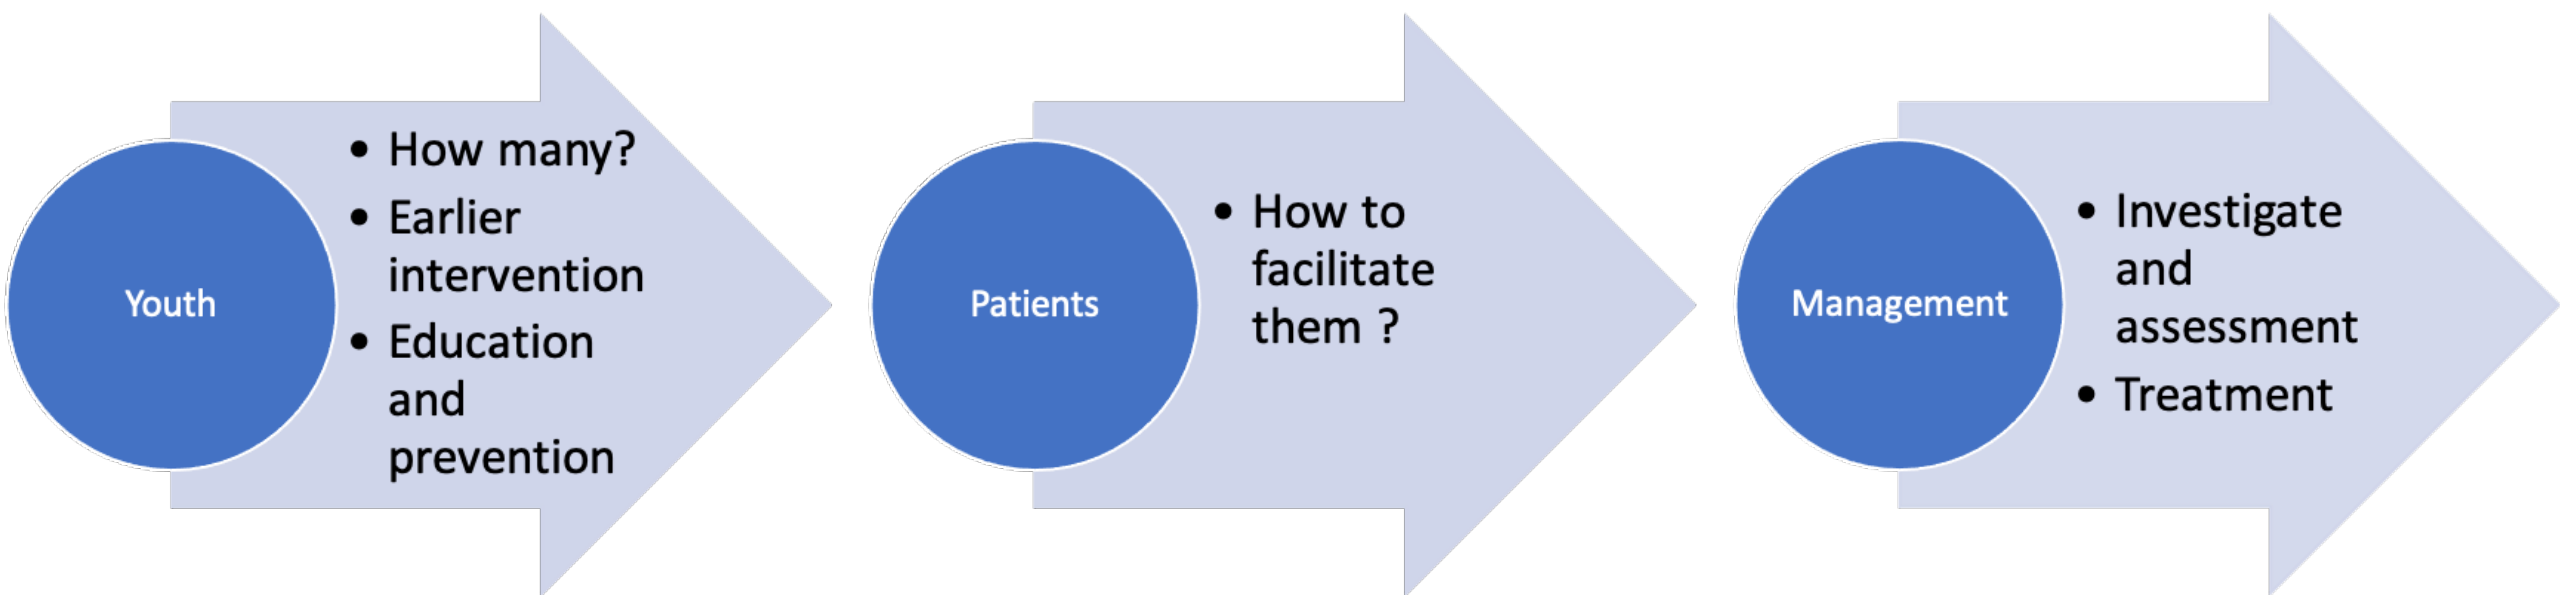 Youth
• How many?
• Earlier
intervention
• Education
and
prevention
Patients
• How to
facilitate
them ?
Management
• Investigate
and
assessment
• Treatment